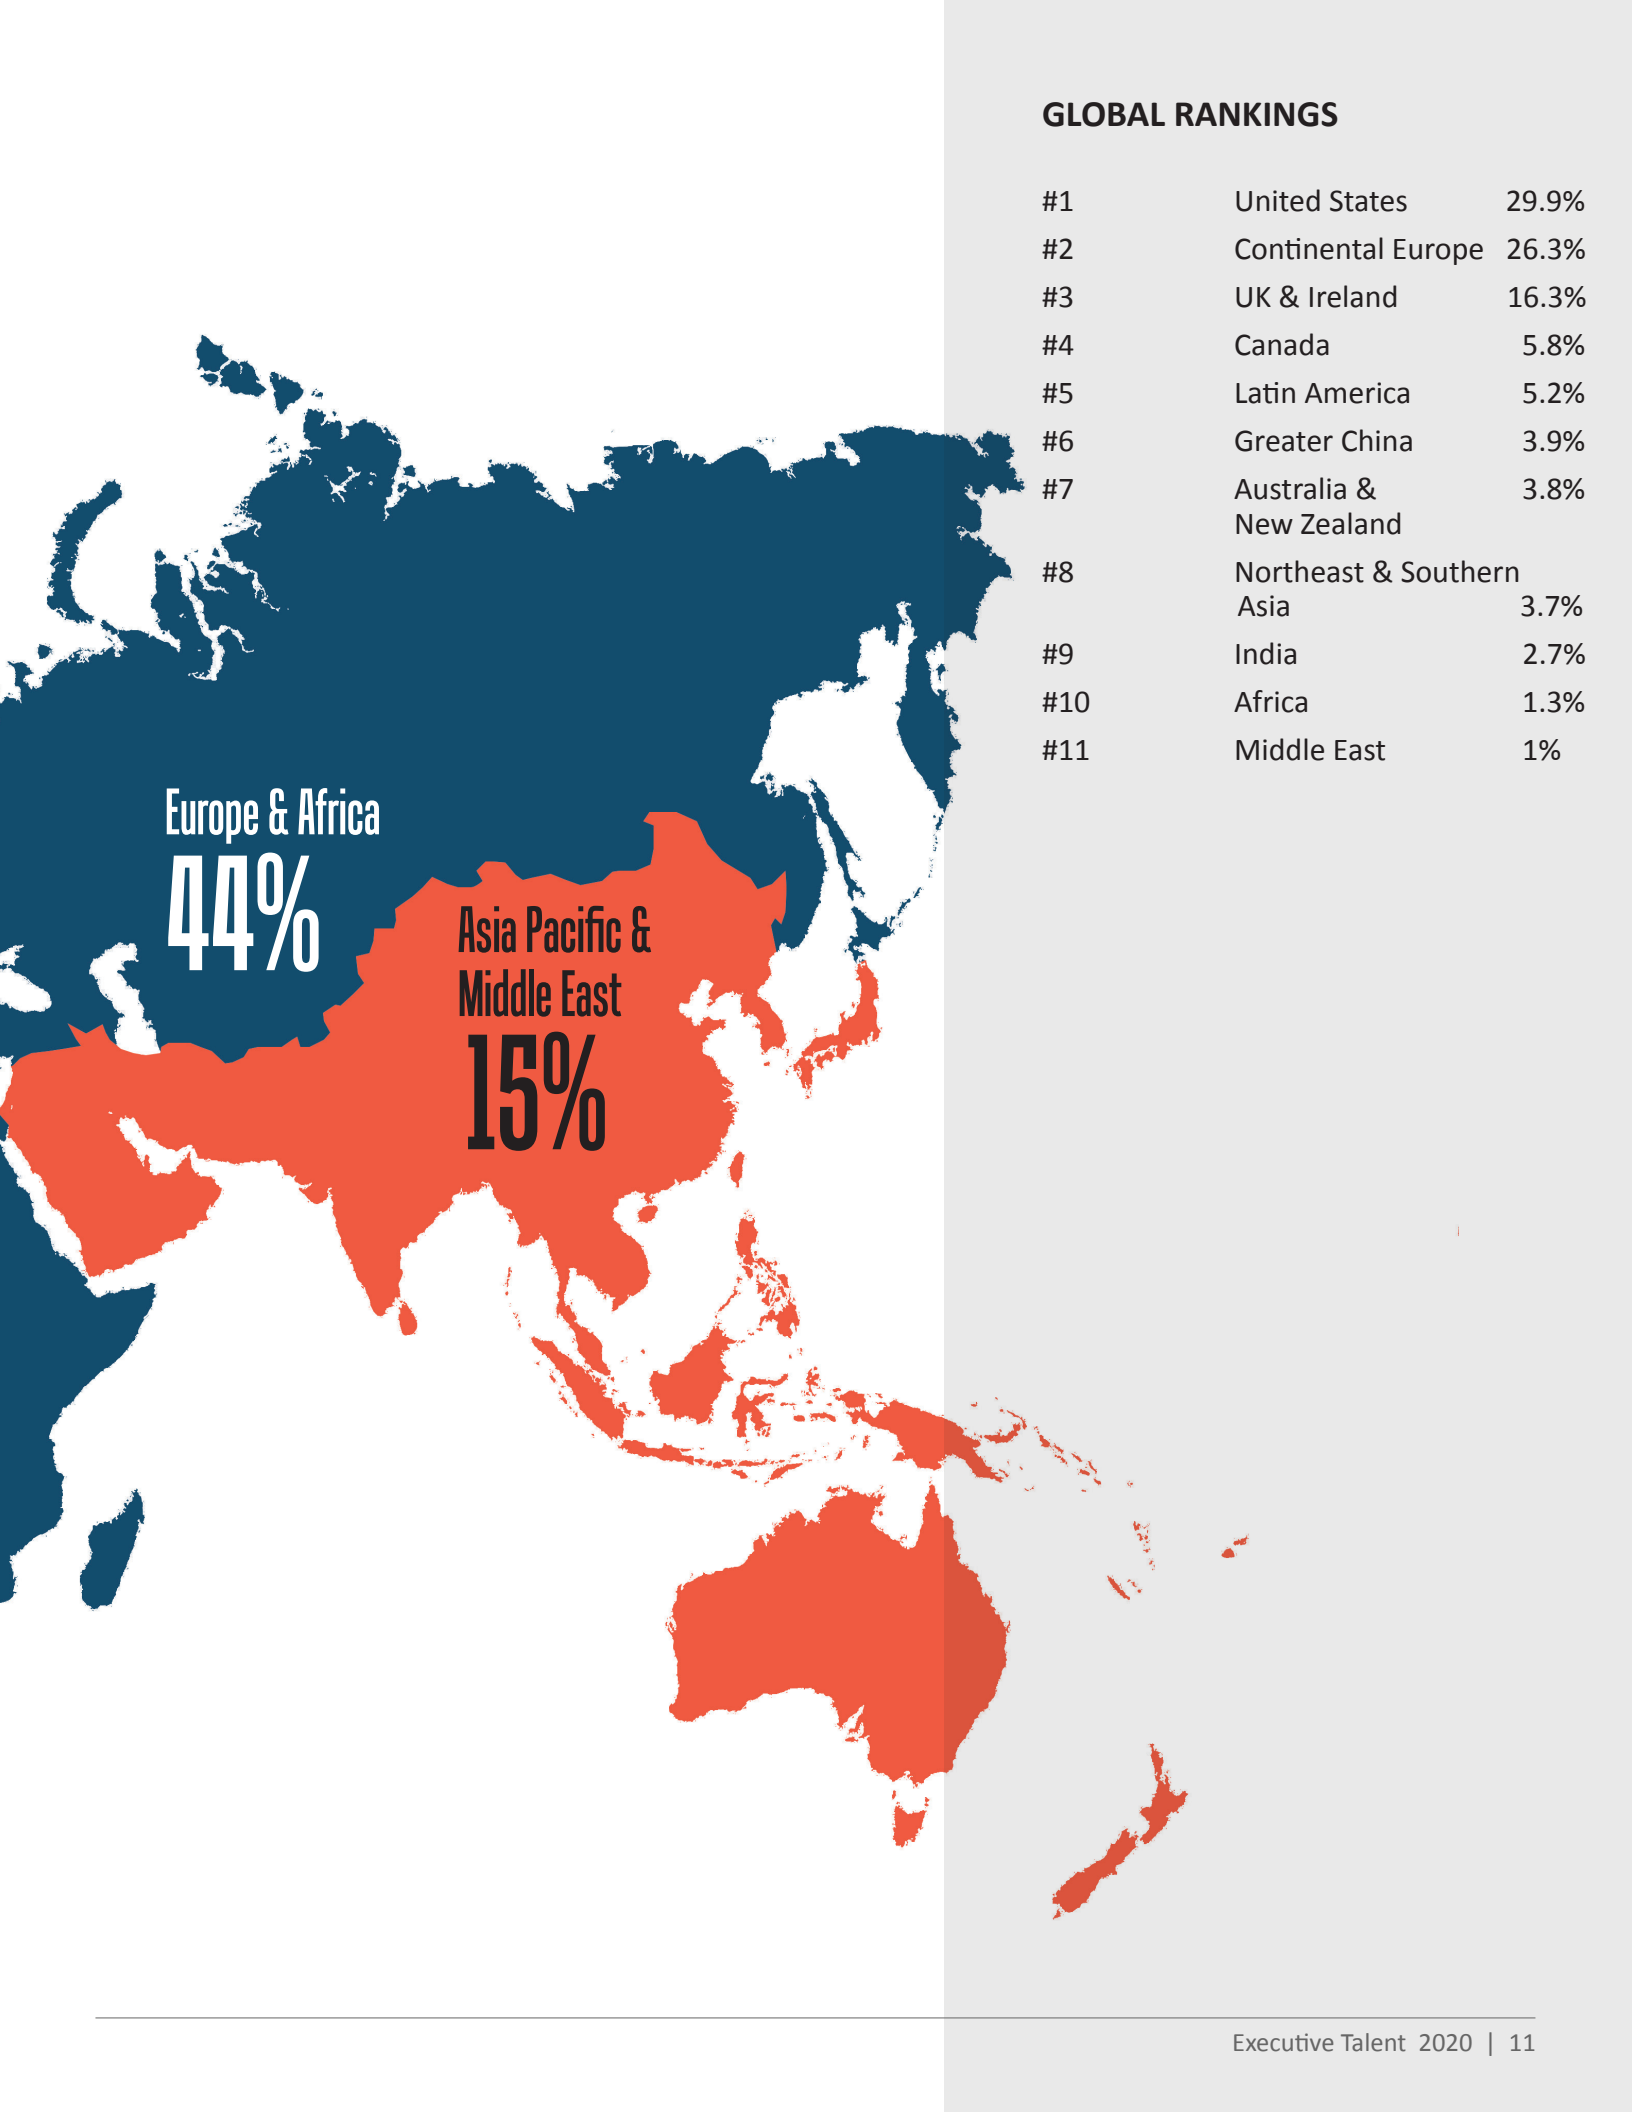 GLOBAL RANKINGS
#1 United States 29.9%
#2 Continental Europe 26.3%
#3 UK & Ireland 16.3%
#4 Canada 5.8%
#5 Latin America 5.2%
#6 Greater China 3.9%
#7 Australia & 3.8%
New Zealand
#8 Northeast & Southern
Asia 3.7%
#9 India 2.7%
#10 Africa 1.3%
#11 Middle East 1%
Europe & Africa
44%
Asia Pacific &
Middle East
15%
Executive Talent 2020 | 11